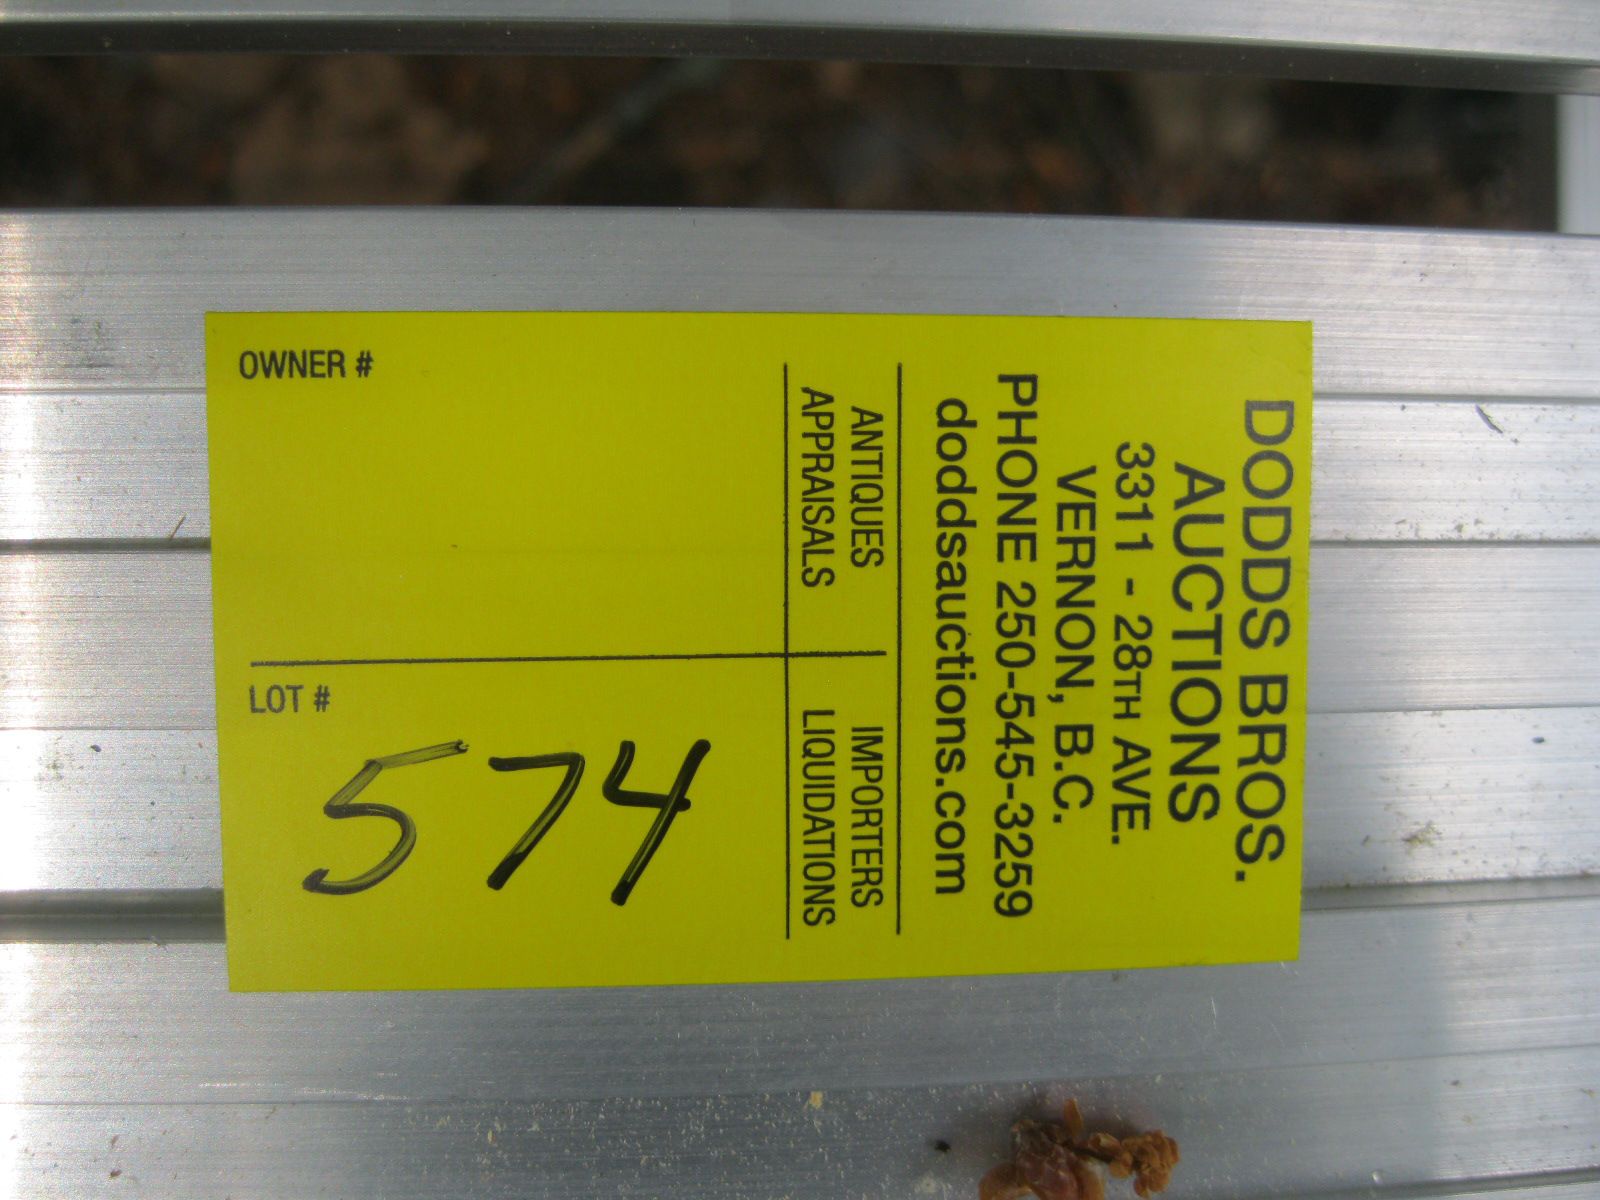 DODDS BROS.
AUCTIONS
3311 - 28TH AVE.
VERNON, B.C.
PHONE 250-545-3259
doddsauctions.com
ANTIQUES
APPRAISALS
IMPORTERS
LIQUIDATIONS
OWNER #
LOT #
574